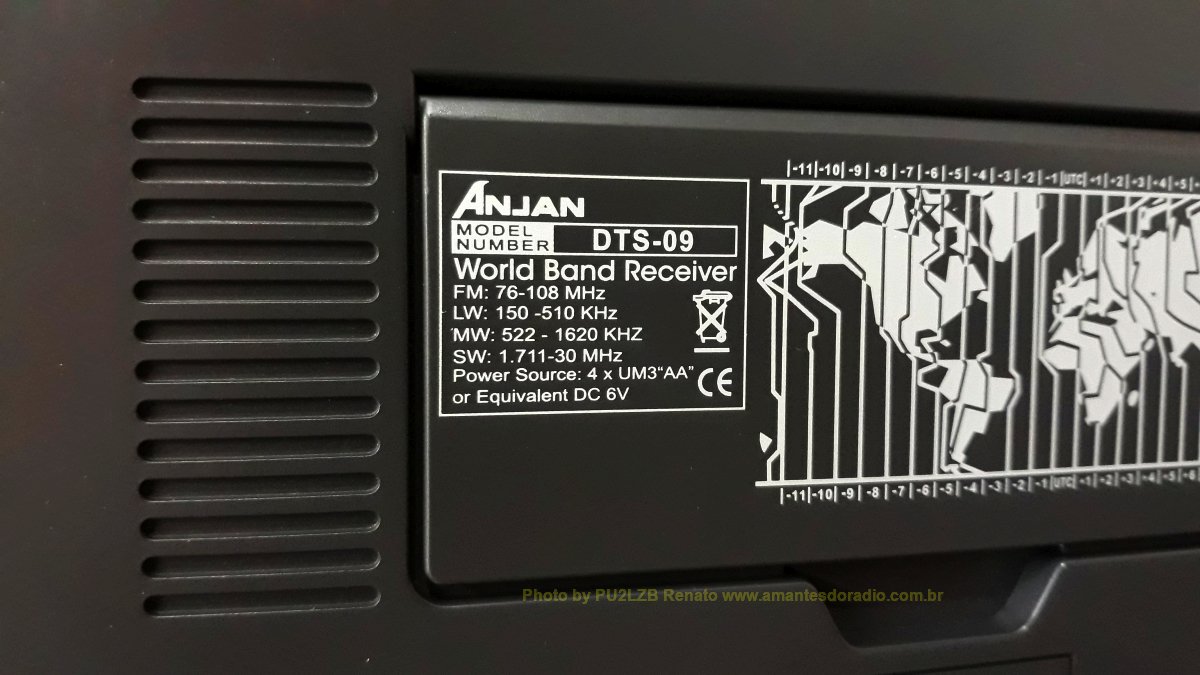 ANJAN
MODEL NUMBER DTS-09
World Band Receiver
FM: 76-108 MHz
LW: 150 -510 KHz
MW: 522 - 1620 KHZ
SW: 1.711-30 MHz
Power Source: 4 x UM3“AA”
or Equivalent DC 6V
CE
|-11|-10|-9|-8|-7|-6|-5|-4|-3|-2|-1|UTC|+1|+2|+3|+4|+5|
|-11|-10|-9|-8|-7|-6|-5|-4|-3|-2|-1|UTC|+1|+2|+3|+4|+5|
Photo by PU2LZB Renato www.amantesdoradio.com.br